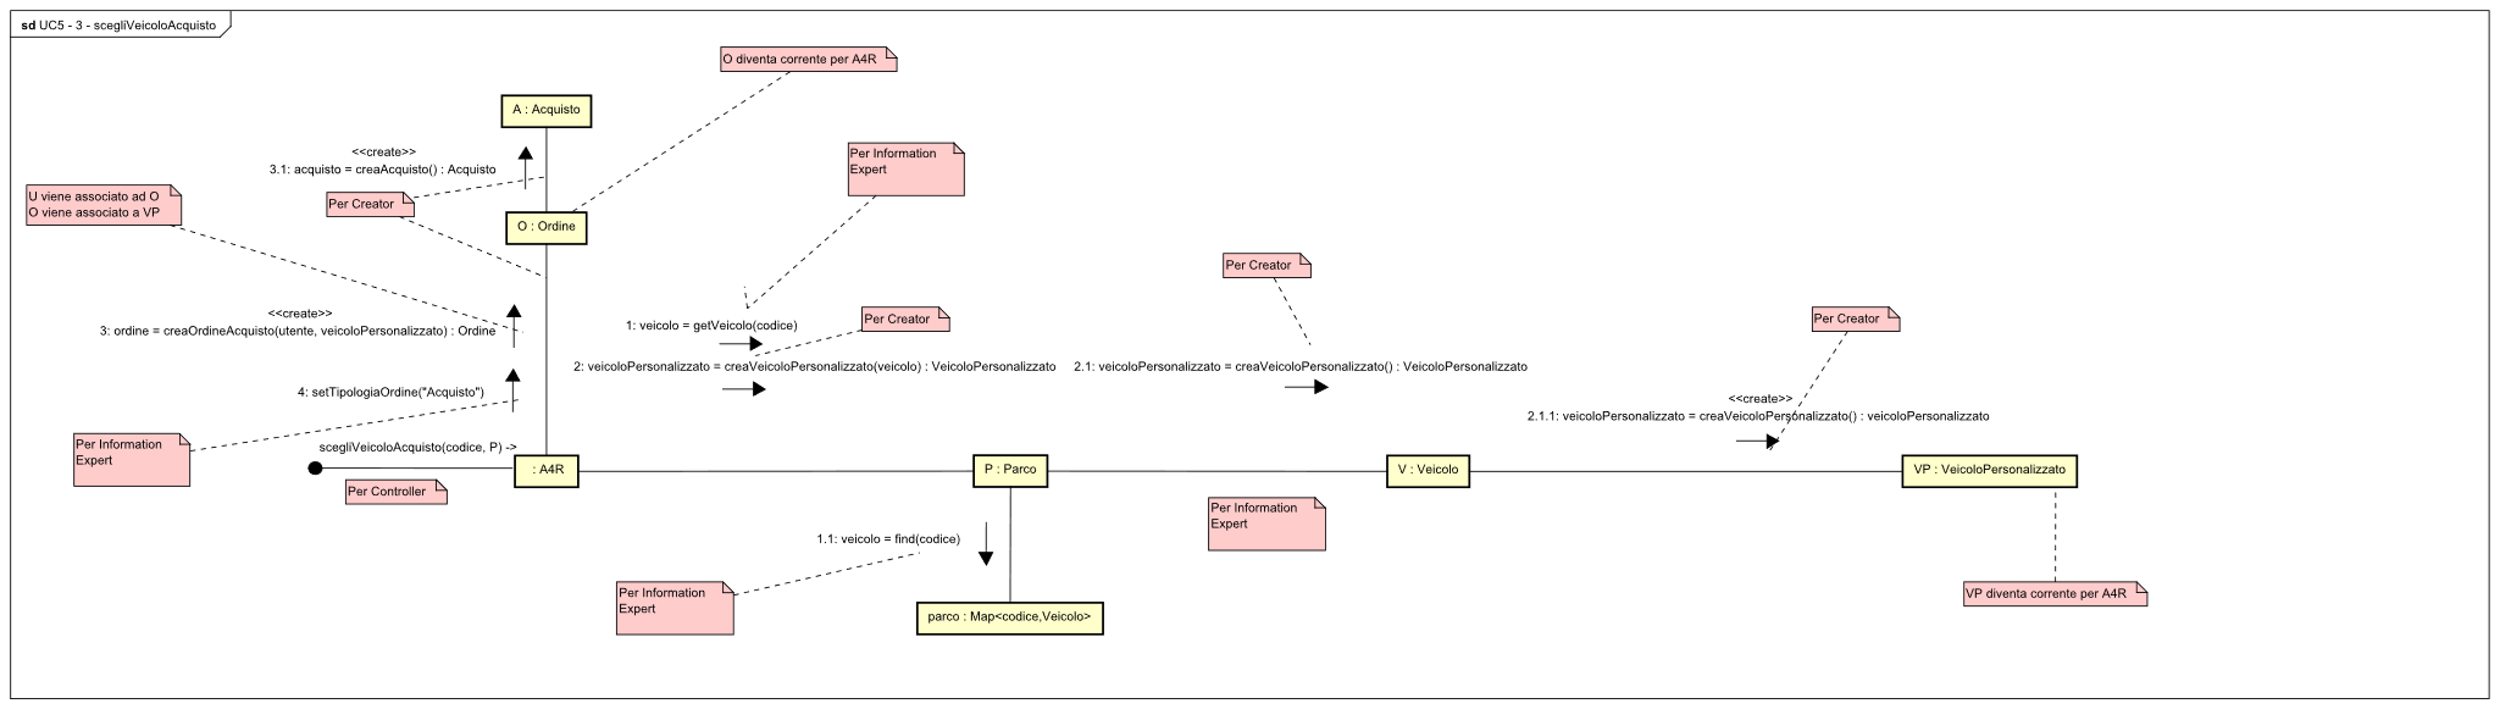 sd UC5 - 3 - scegliVeicoloAcquisto
O diventa corrente per A4R
A : Acquisto
<<create>>
3.1: acquisto = creaAcquisto() : Acquisto
Per Information
Expert
U viene associato ad O
O viene associato a VP
Per Creator
O : Ordine
Per Creator
<<create>>
3: ordine = creaOrdineAcquisto(utente, veicoloPersonalizzato) : Ordine
1: veicolo = getVeicolo(codice)
Per Creator
Per Creator
2: veicoloPersonalizzato = creaVeicoloPersonalizzato(veicolo) : VeicoloPersonalizzato
2.1: veicoloPersonalizzato = creaVeicoloPersonalizzato() : VeicoloPersonalizzato
4: setTipologiaOrdine("Acquisto")
<<create>>
2.1.1: veicoloPersonalizzato = creaVeicoloPersonalizzato() : veicoloPersonalizzato
Per Information
Expert
scegliVeicoloAcquisto(codice, P) ->
: A4R
P : Parco
V : Veicolo
VP : VeicoloPersonalizzato
Per Controller
Per Information
Expert
1.1: veicolo = find(codice)
Per Information
Expert
parco : Map<codice,Veicolo>
VP diventa corrente per A4R